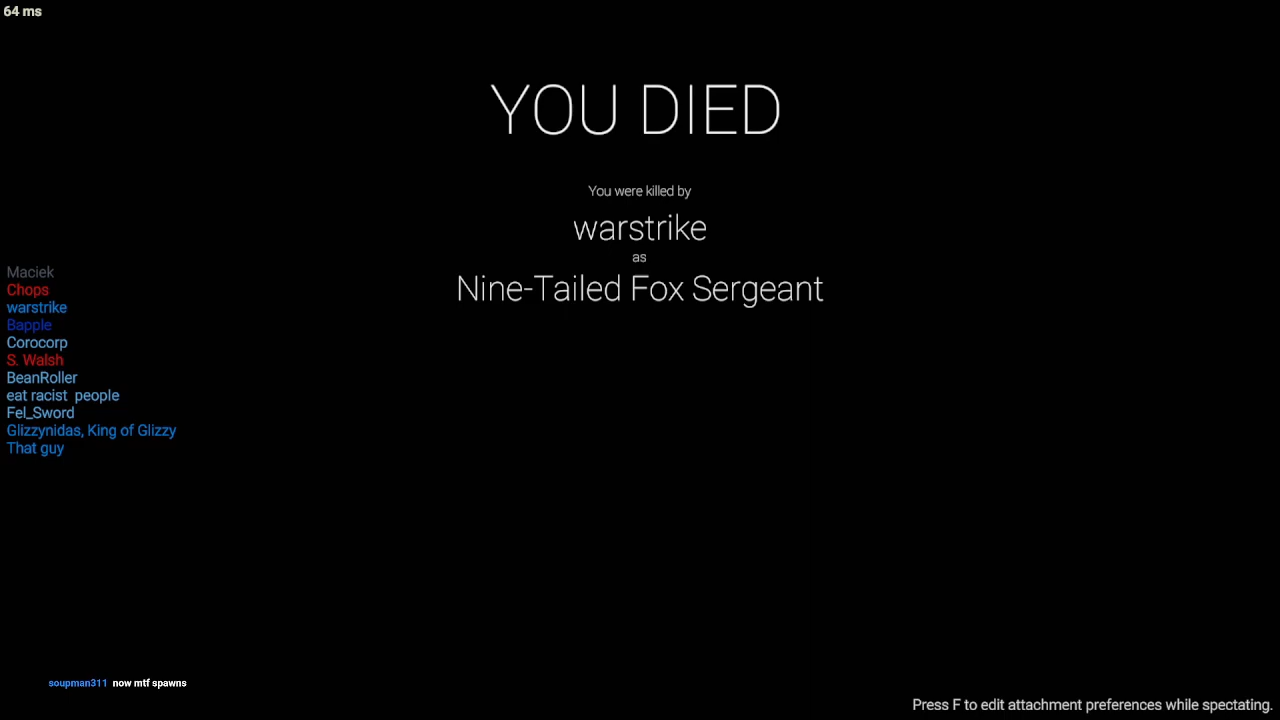 64 ms
YOU DIED
You were killed by
warstrike
as
Nine-Tailed Fox Sergeant
Maciek
Chops
warstrike
Bapple
Corocorp
S. Walsh
BeanRoller
eat racist people
Fel_Sword
Glizzynidas, King of Glizzy
That guy
soupman311 now mtf spawns
Press F to edit attachment preferences while spectating.